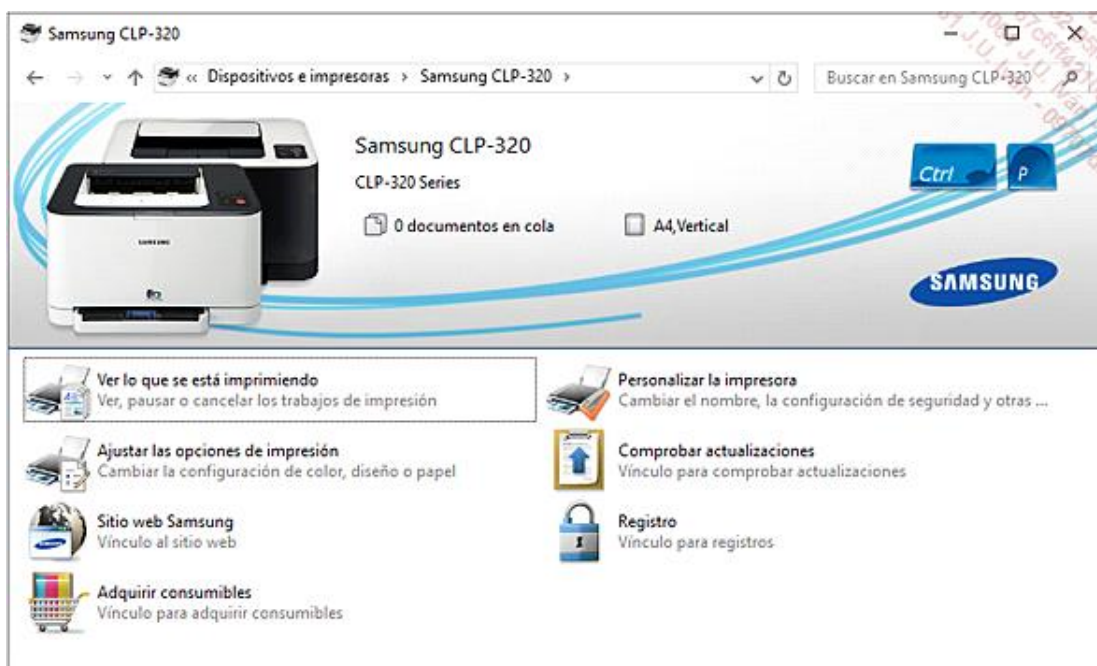 Samsung CLP-320
« Dispositivos e impresoras › Samsung CLP-320 ›
Buscar en Samsung CLP-320
Samsung CLP-320
CLP-320 Series
0 documentos en cola
A4,Vertical
Ctrl
P
SAMSUNG
SAMSUNG
Ver lo que se está imprimiendo
Ver, pausar o cancelar los trabajos de impresión
Personalizar la impresora
Cambiar el nombre, la configuración de seguridad y otras ...
Ajustar las opciones de impresión
Cambiar la configuración de color, diseño o papel
Comprobar actualizaciones
Vínculo para comprobar actualizaciones
Sitio web Samsung
Vínculo al sitio web
Registro
Vínculo para registros
Adquirir consumibles
Vínculo para adquirir consumibles